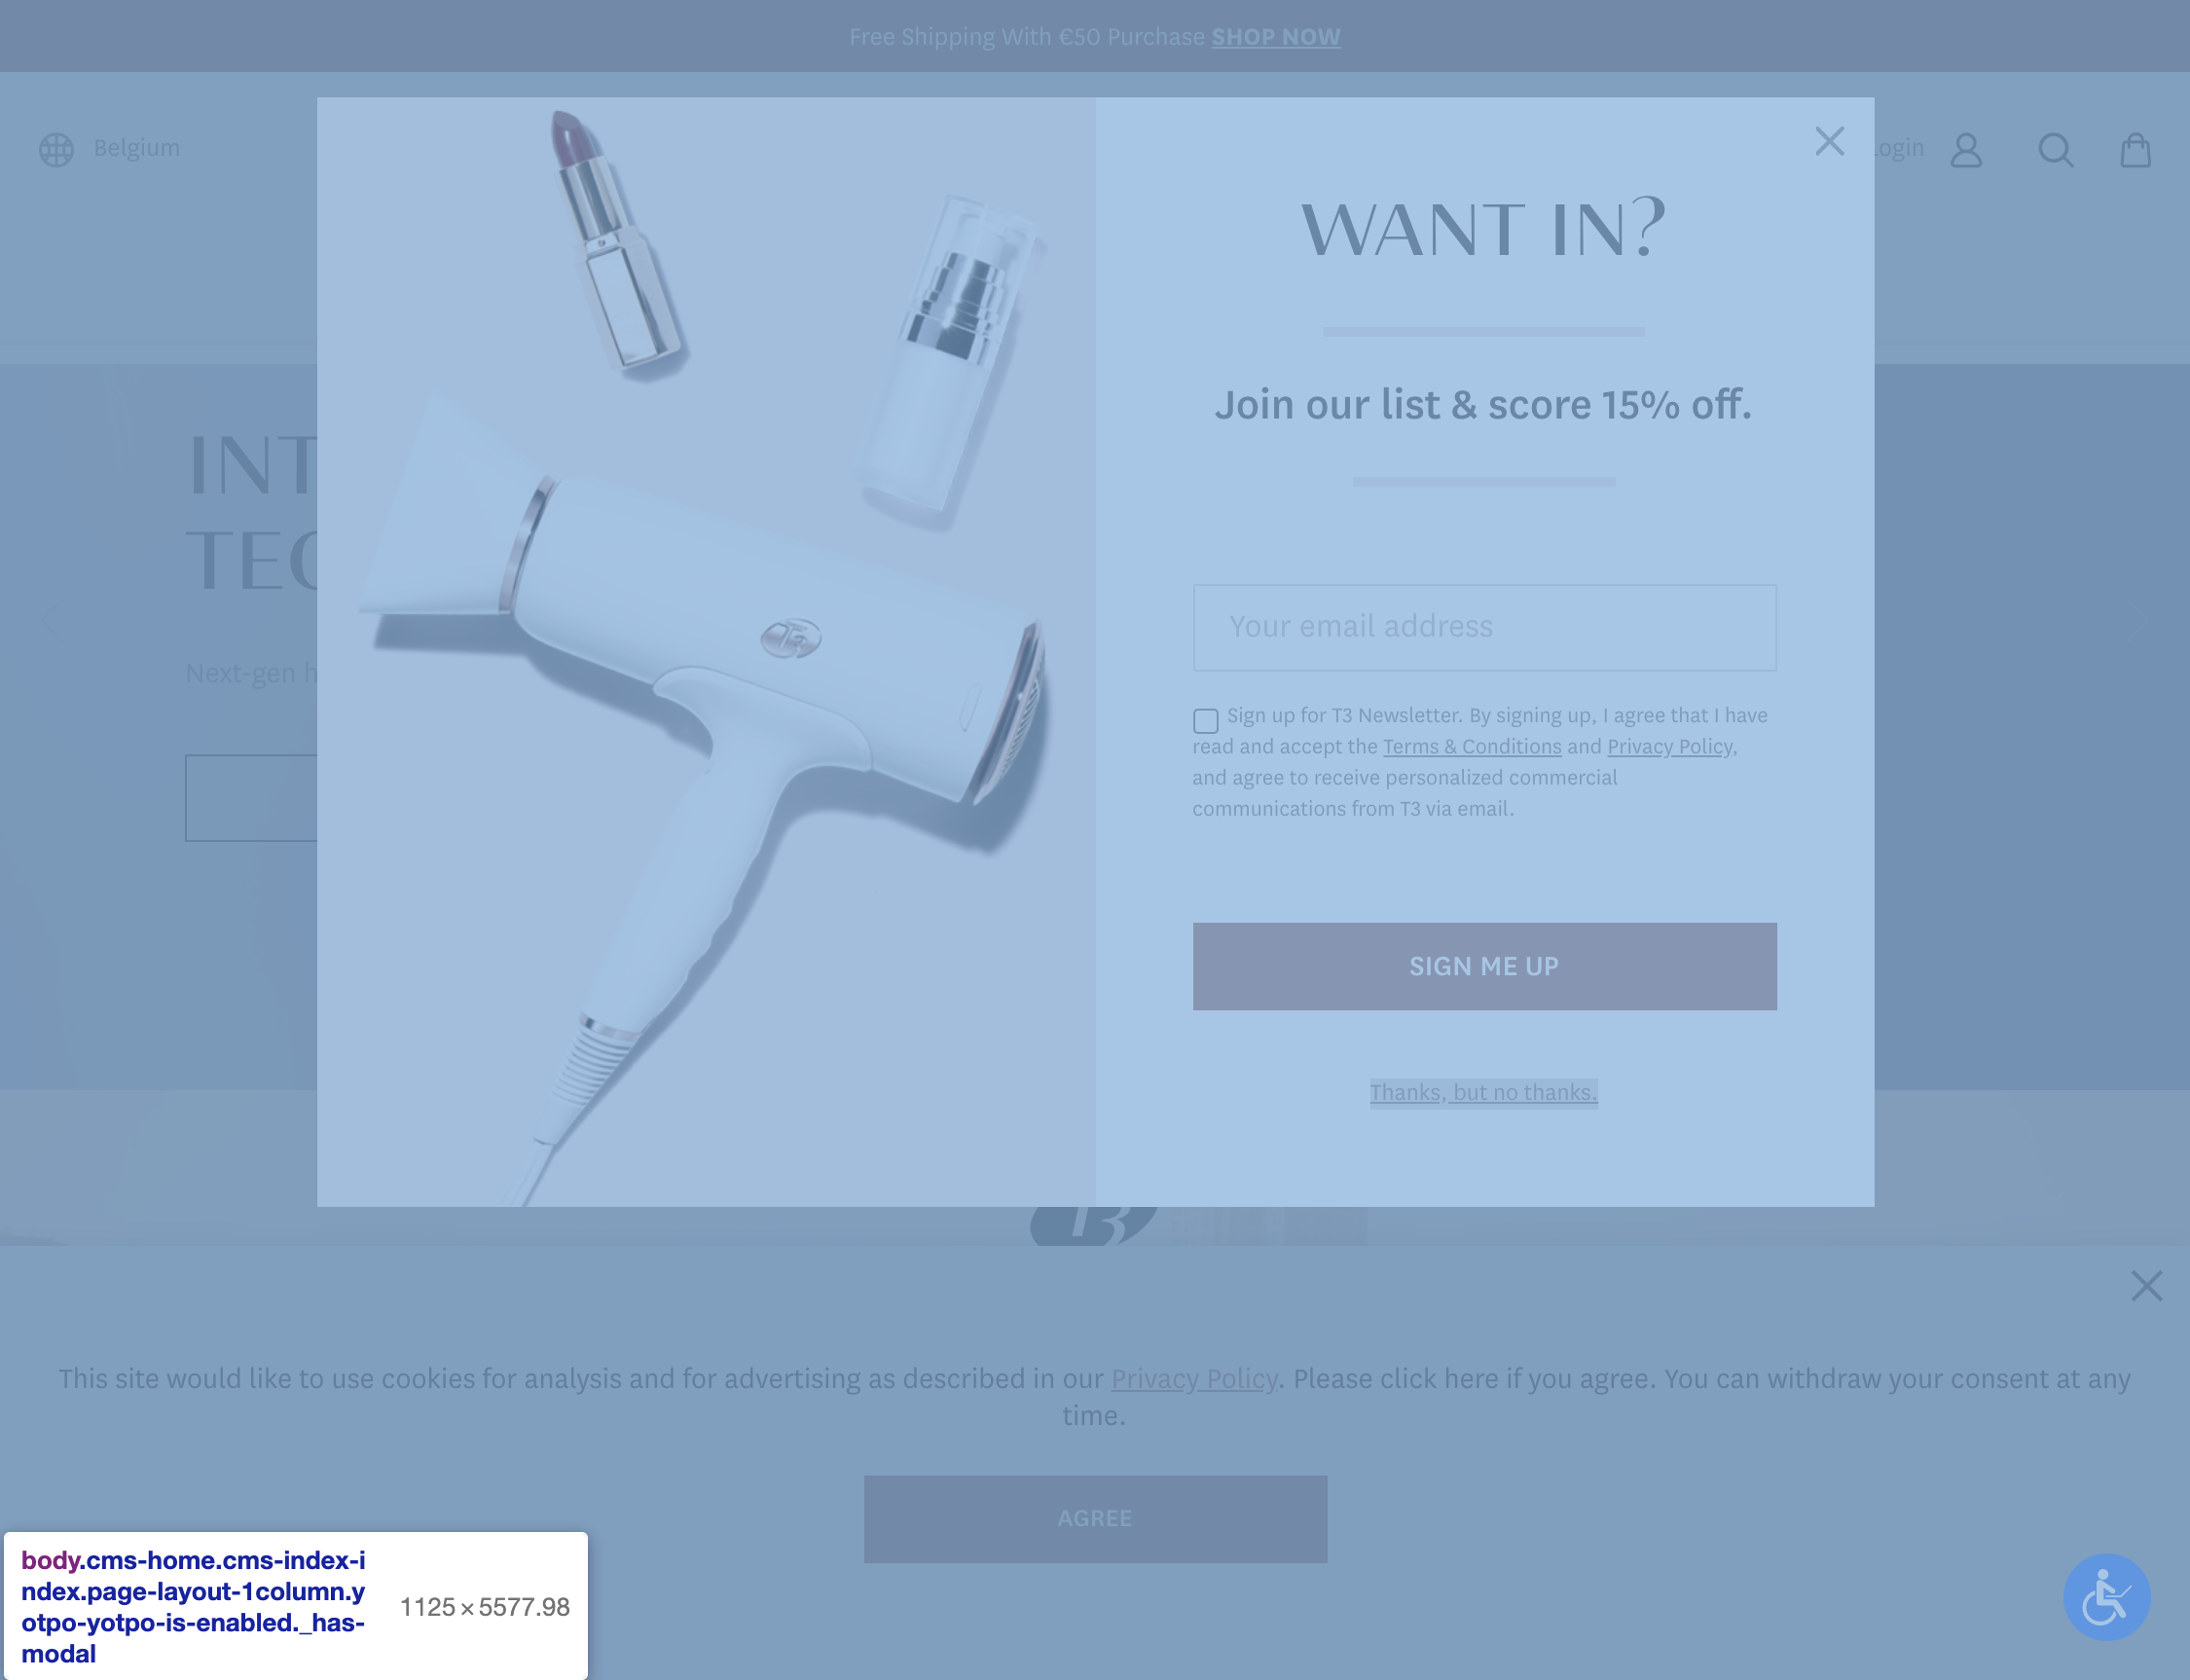 Free Shipping With €50 Purchase SHOP NOW
Belgium
ogin
WANT IN?
Join our list & score 15% off.
INT
TEC
Next-gen h
T3
Your email address
Sign up for T3 Newsletter. By signing up, I agree that I have
read and accept the Terms & Conditions and Privacy Policy,
and agree to receive personalized commercial
communications from T3 via email.
SIGN ME UP
Thanks, but no thanks.
T3
This site would like to use cookies for analysis and for advertising as described in our Privacy Policy. Please click here if you agree. You can withdraw your consent at any
time.
AGREE
body.cms-home.cms-index-i
ndex.page-layout-1column.y
otpo-yotpo-is-enabled._has-
modal
1125×5577.98